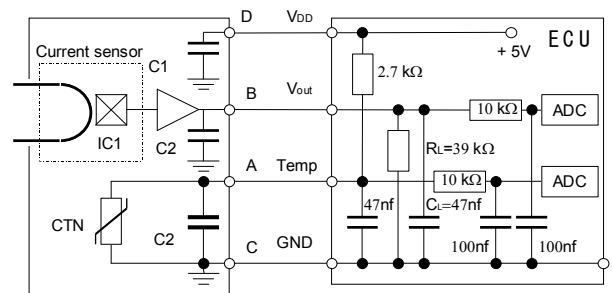 D VDD
Current sensor
C1
+ 5V
ECU
2.7 kΩ
B Vout
10 kΩ
ADC
IC1
C2
RL=39 kΩ
A Temp
10 kΩ
ADC
CTN
C2
47nf
CL=47nf
C GND
100nf
100nf